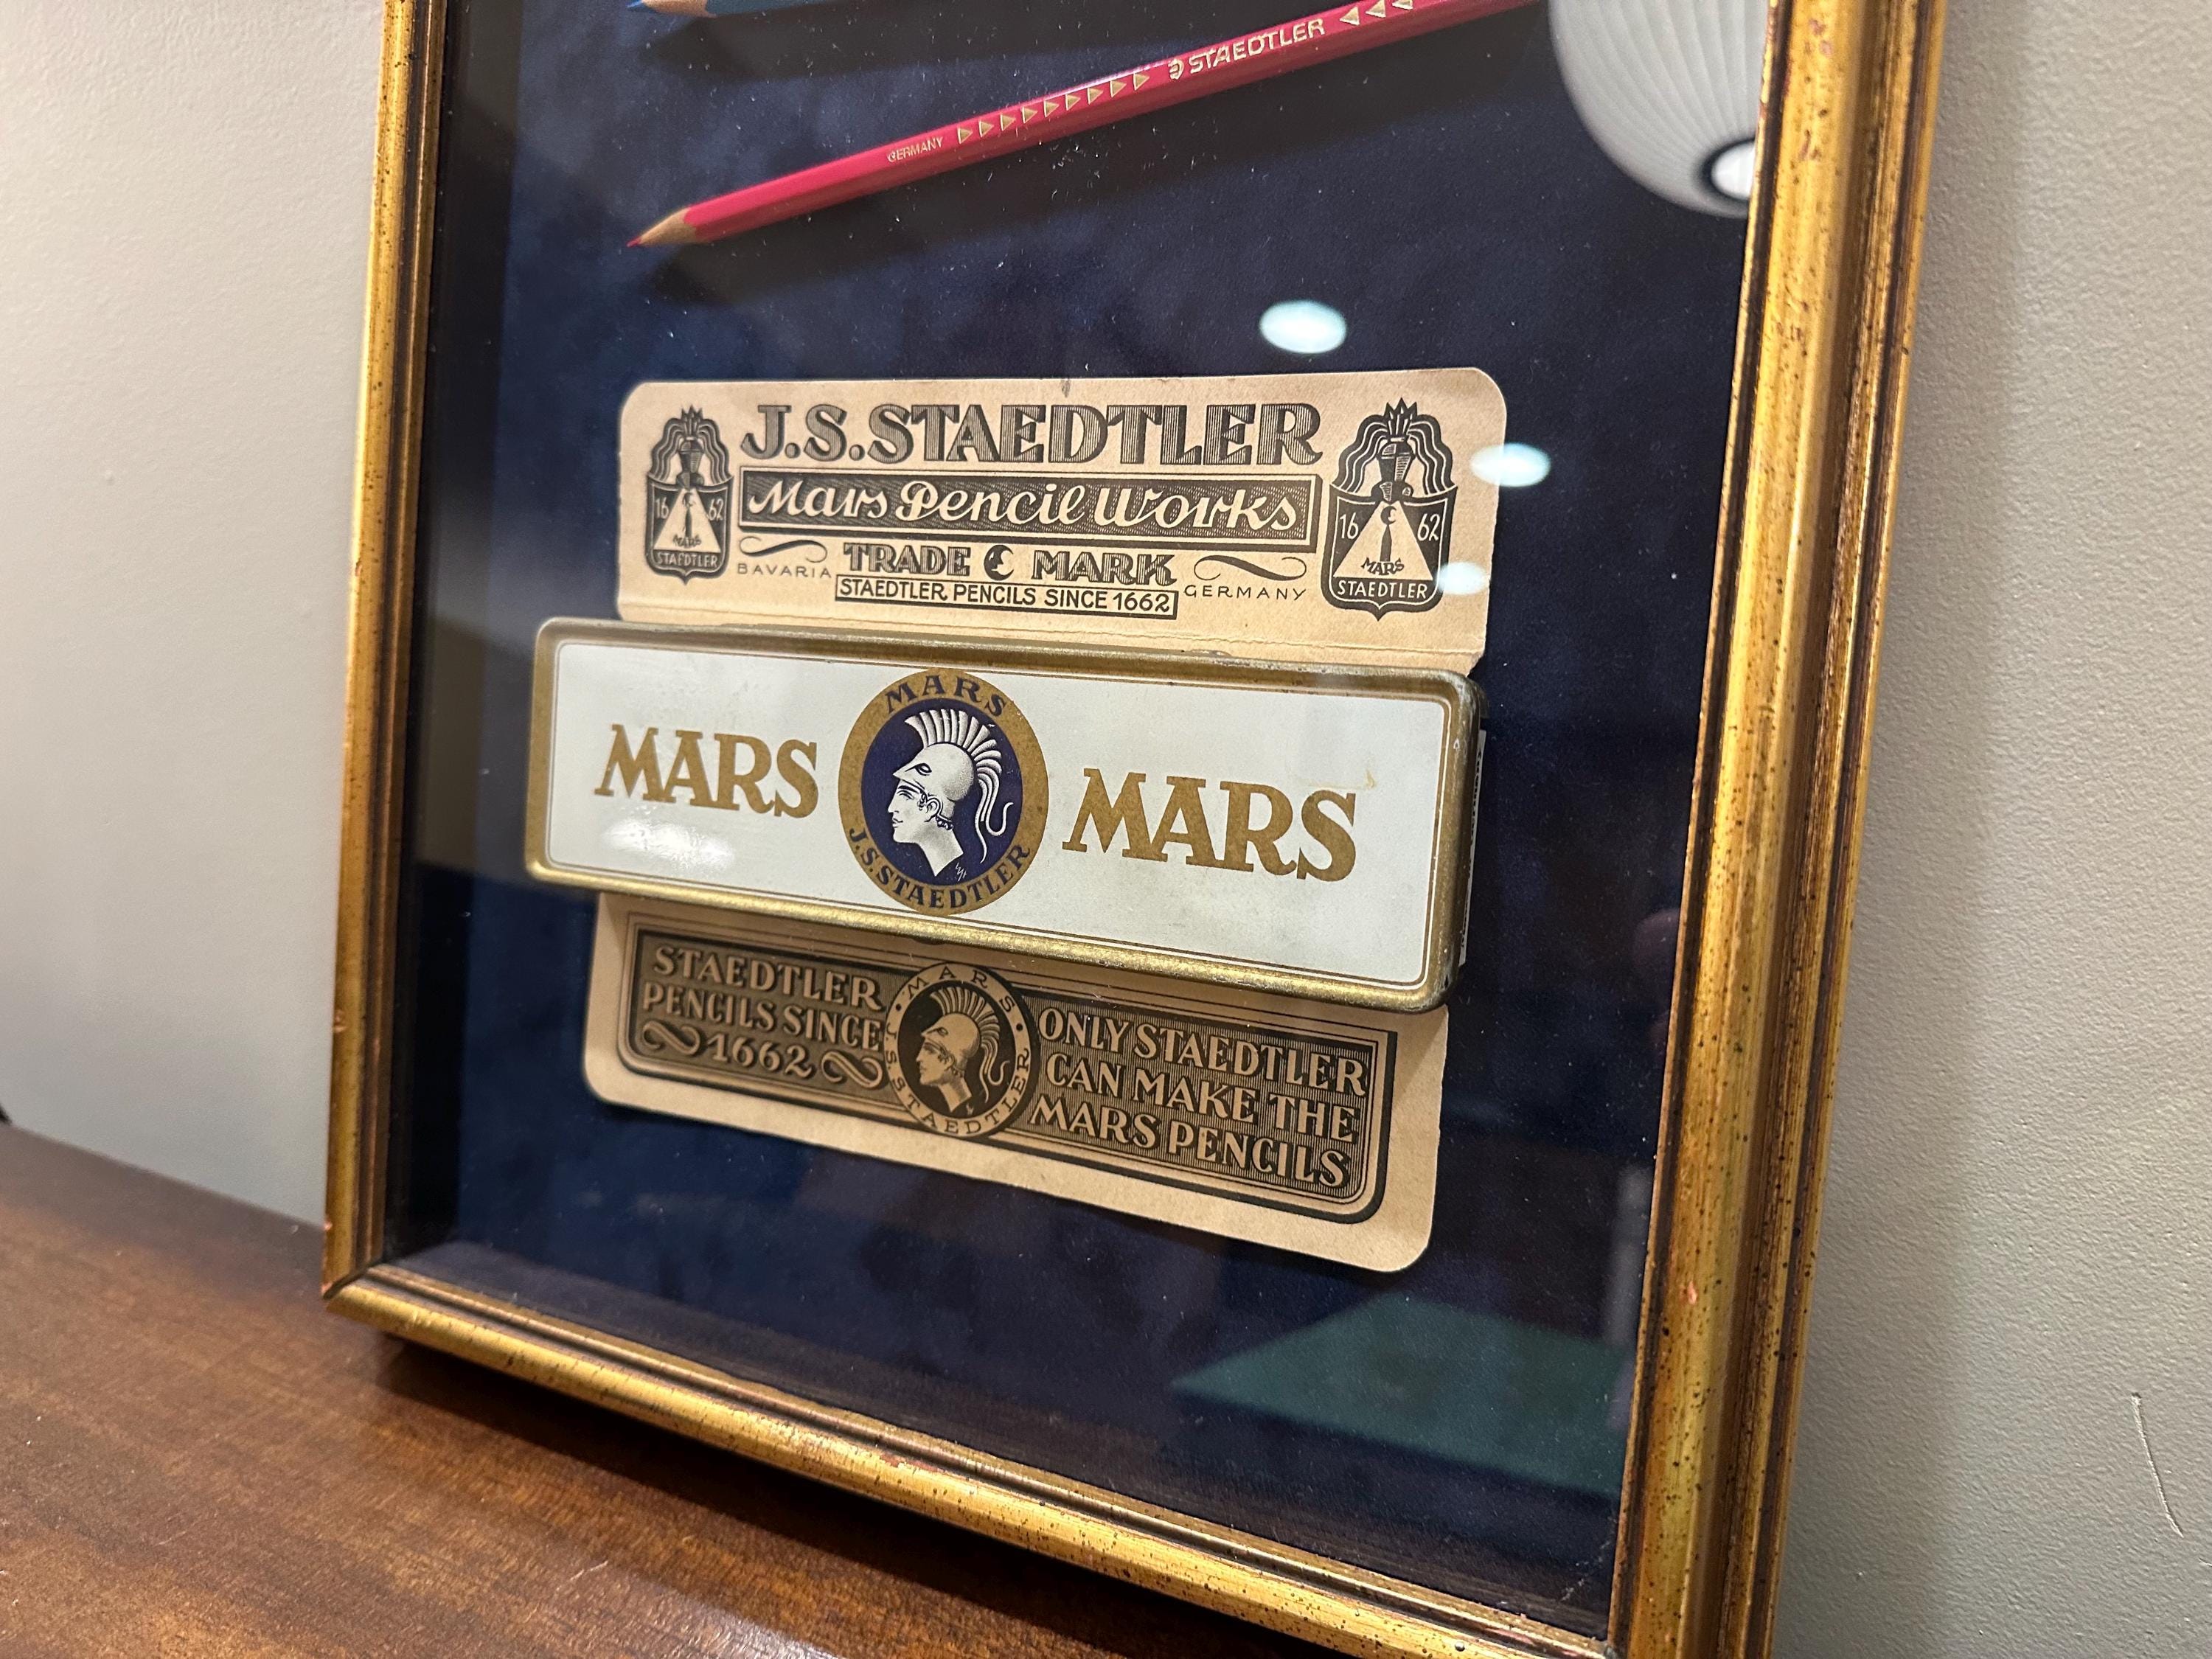 GERMANY STAEDTLER
J.S. STAEDTLER
Mars Pencil Works
TRADE MARK
BAVARIA
GERMANY
STAEDTLER PENCILS SINCE 1662
16 62
MARS
STAEDTLER
16 62
MARS
STAEDTLER
MARS
MARS
J.S. STAEDTLER
MARS
STAEDTLER
PENCILS SINCE
1662
MARS
J.S. STAEDTLER
ONLY STAEDTLER
CAN MAKE THE
MARS PENCILS